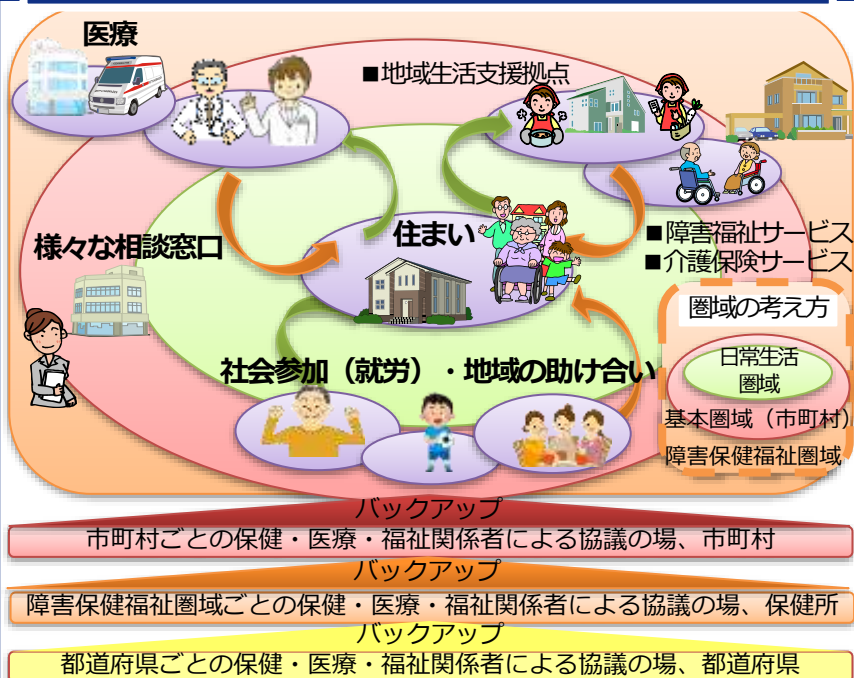 医療
■地域生活支援拠点
様々な相談窓口
住まい
■障害福祉サービス
■介護保険サービス
圏域の考え方
日常生活
圏域
基本圏域（市町村）
障害保健福祉圏域
社会参加（就労）・地域の助け合い
バックアップ
市町村ごとの保健・医療・福祉関係者による協議の場、市町村
バックアップ
障害保健福祉圏域ごとの保健・医療・福祉関係者による協議の場、保健所
バックアップ
都道府県ごとの保健・医療・福祉関係者による協議の場、都道府県